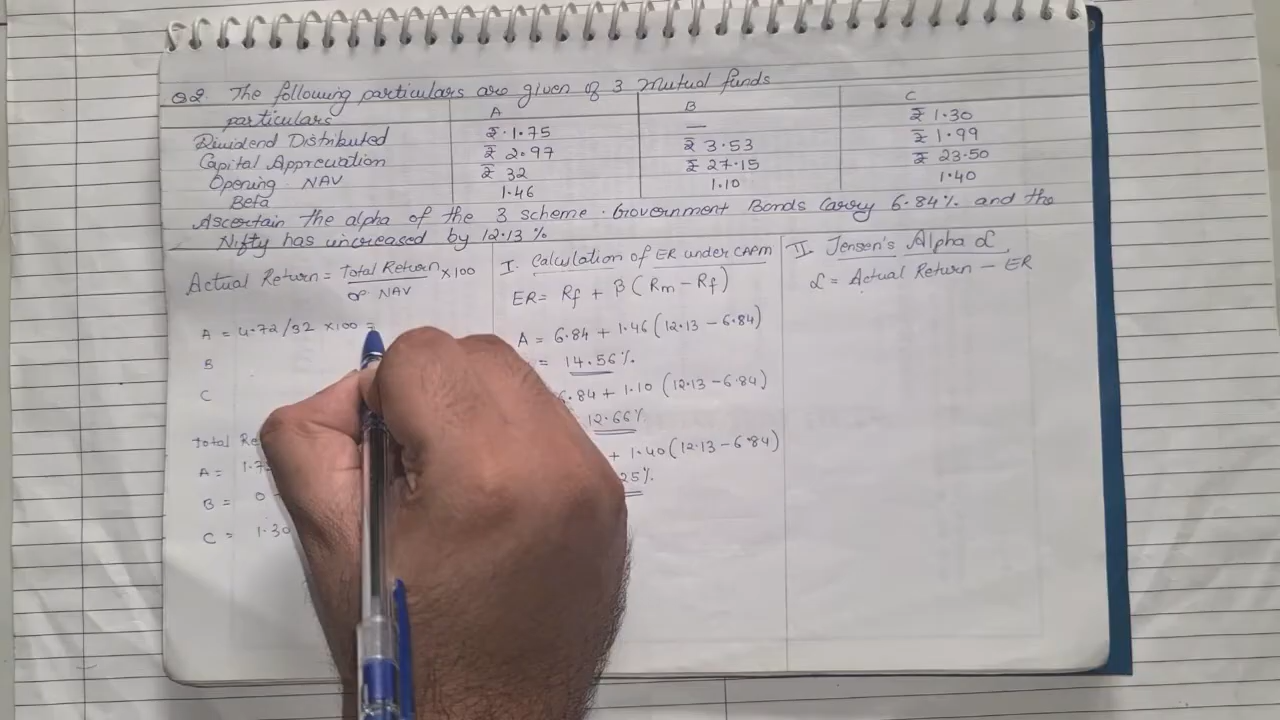 Q2 The following particulars are given of 3 mutual funds
particulars A B C
Dividend Distributed ₹ 1.75 — ₹ 1.30
Capital Appreciation ₹ 2.97 ₹ 3.53 ₹ 1.99
Opening NAV ₹ 32 ₹ 27.15 ₹ 23.50
Beta 1.46 1.10 1.40
Ascertain the alpha of the 3 scheme. Government Bonds carry 6.84% and the
Nifty has increased by 12.13 %
Actual Return = Total Return x100
op NAV
A = 4.72/32 x100 =
B
C
Total
A = 
B = 0
C = 1.30
I. Calculation of ER under CAPM
ER = Rf + β (Rm - Rf)
A = 6.84 + 1.46 (12.13 - 6.84)
= 14.56%.
6.84 + 1.10 (12.13 - 6.84)
12.66%
+ 1.40 (12.13 - 6.84)
25%.
II Jensen's Alpha α
α = Actual Return - ER